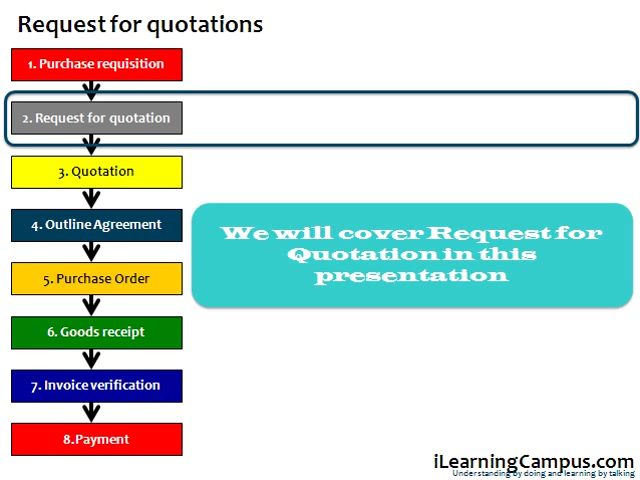 Request for quotations
1. Purchase requisition
2. Request for quotation
3. Quotation
4. Outline Agreement
We will cover Request for
Quotation in this
presentation
5. Purchase Order
6. Goods receipt
7. Invoice verification
8.Payment
iLearningCampus.com
Understanding by doing and learning by talking